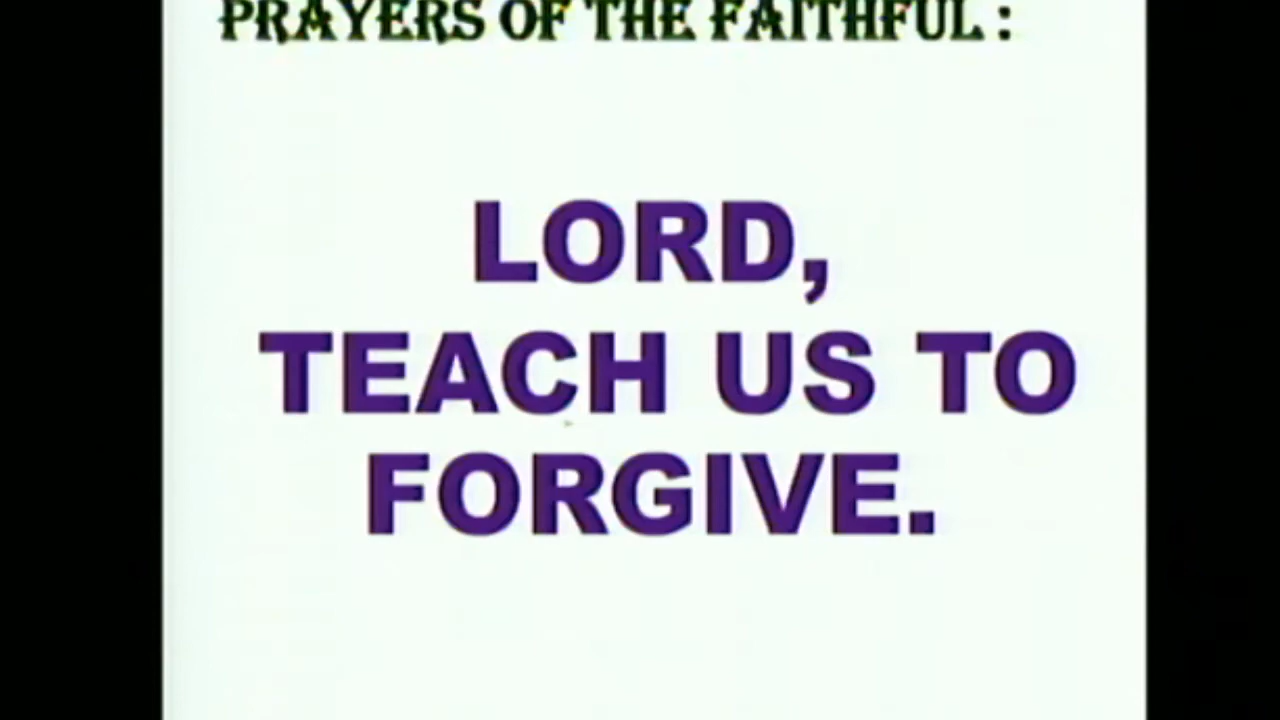 PRAYERS OF THE FAITHFUL :
LORD,
TEACH US TO
FORGIVE.